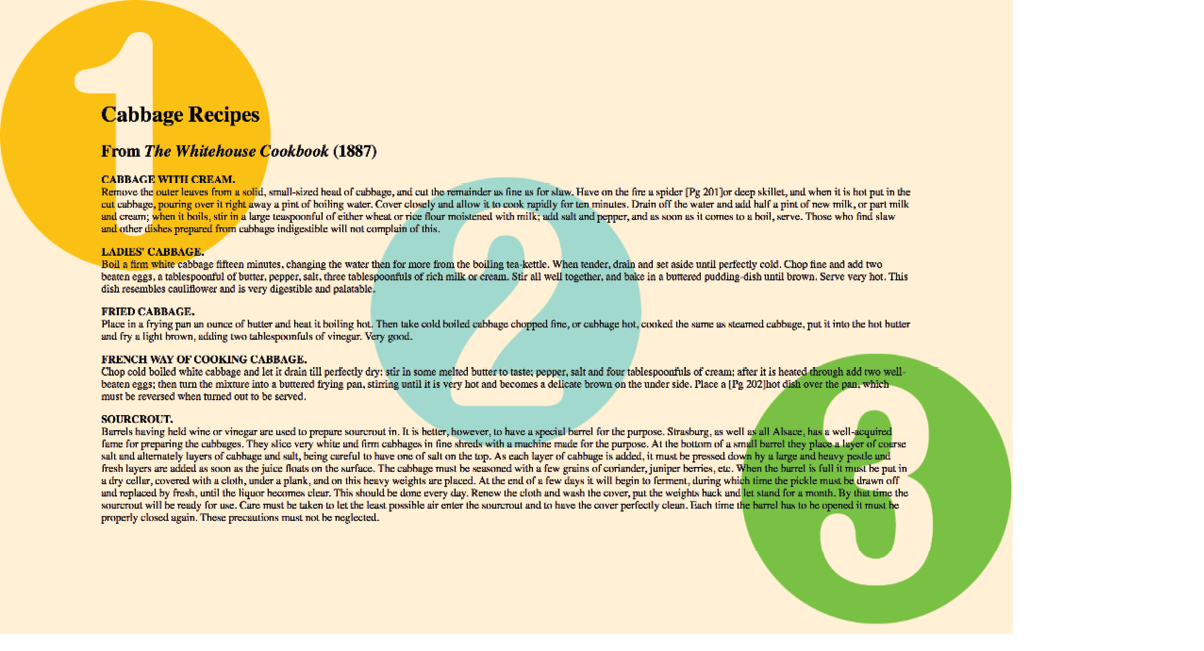 1
Cabbage Recipes
From The Whitehouse Cookbook (1887)
CABBAGE WITH CREAM.
Remove the outer leaves from a solid, small-sized head of cabbage, and cut the remainder as fine as for slaw. Have on the fire a spider [Pg 201]or deep skillet, and when it is hot put in the
cut cabbage, pouring over it right away a pint of boiling water. Cover closely and allow it to cook rapidly for ten minutes. Drain off the water and add half a pint of new milk, or part milk
and cream; when it boils, stir in a large teaspoonful of either wheat or rice flour moistened with milk; add salt and pepper, and as soon as it comes to a boil, serve. Those who find slaw
and other dishes prepared from cabbage indigestible will not complain of this.
LADIES' CABBAGE.
Boil a firm white cabbage fifteen minutes, changing the water then for more from the boiling tea-kettle. When tender, drain and set aside until perfectly cold. Chop fine and add two
beaten eggs, a tablespoonful of butter, pepper, salt, three tablespoonfuls of rich milk or cream. Stir all well together, and bake in a buttered pudding-dish until brown. Serve very hot. This
dish resembles cauliflower and is very digestible and palatable.
FRIED CABBAGE.
Place in a frying pan an ounce of butter and heat it boiling hot. Then take cold boiled cabbage chopped fine, or cabbage hot, cooked the same as steamed cabbage, put it into the hot butter
and fry a light brown, adding two tablespoonfuls of vinegar. Very good.
2
FRENCH WAY OF COOKING CABBAGE.
Chop cold boiled white cabbage and let it drain till perfectly dry: stir in some melted butter to taste; pepper, salt and four tablespoonfuls of cream; after it is heated through add two well-
beaten eggs; then turn the mixture into a buttered frying pan, stirring until it is very hot and becomes a delicate brown on the under side. Place a [Pg 202]hot dish over the pan, which
must be reversed when turned out to be served.
SOURCROUT.
Barrels having held wine or vinegar are used to prepare sourcrout in. It is better, however, to have a special barrel for the purpose. Strasburg, as well as all Alsace, has a well-acquired
fame for preparing the cabbages. They slice very white and firm cabbages in fine shreds with a machine made for the purpose. At the bottom of a small barrel they place a layer of coarse
salt and alternately layers of cabbage and salt, being careful to have one of salt on the top. As each layer of cabbage is added, it must be pressed down by a large and heavy pestle and
fresh layers are added as soon as the juice floats on the surface. The cabbage must be seasoned with a few grains of coriander, juniper berries, etc. When the barrel is full it must be put in
a dry cellar, covered with a cloth, under a plank, and on this heavy weights are placed. At the end of a few days it will begin to ferment, during which time the pickle must be drawn off
and replaced by fresh, until the liquor becomes clear. This should be done every day. Renew the cloth and wash the cover, put the weights back and let stand for a month. By that time the
sourcrout will be ready for use. Care must be taken to let the least possible air enter the sourcrout and to have the cover perfectly clean. Each time the barrel has to be opened it must be
properly closed again. These precautions must not be neglected.
3